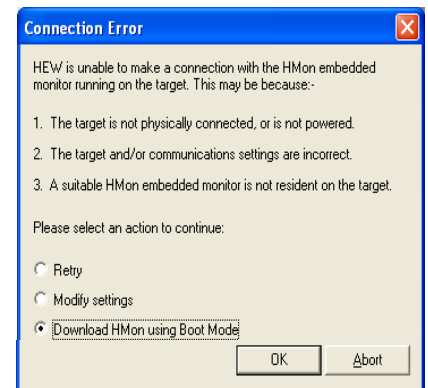 Connection Error
HEW is unable to make a connection with the HMon embedded
monitor running on the target. This may be because:-
1. The target is not physically connected, or is not powered.
2. The target and/or communications settings are incorrect.
3. A suitable HMon embedded monitor is not resident on the target.
Please select an action to continue:
Retry
Modify settings
Download HMon using Boot Mode
OK Abort